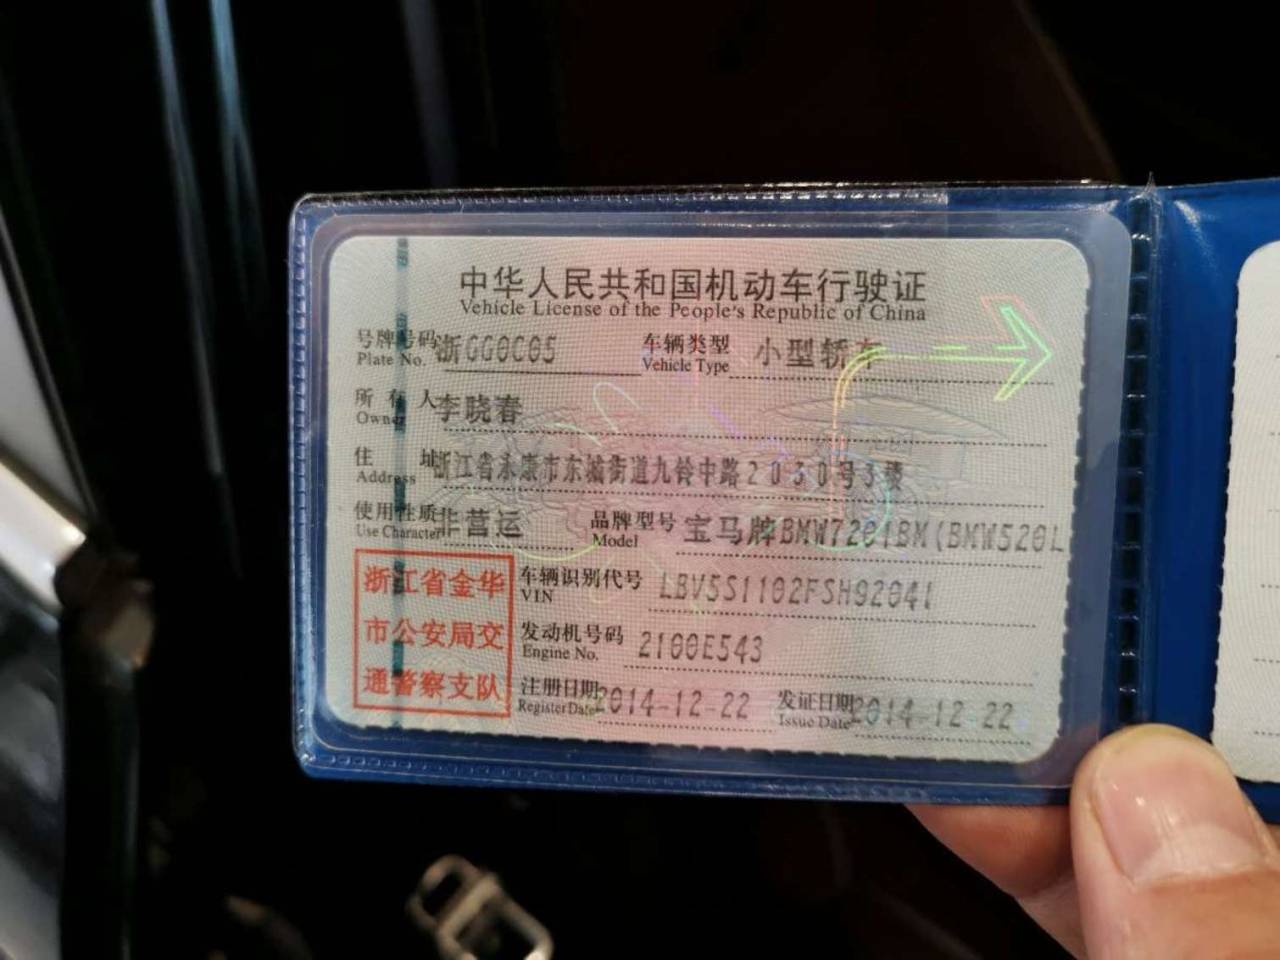 中华人民共和国机动车行驶证
Vehicle License of the People's Republic of China
号牌号码 浙GG0C05 车辆类型 小型轿车
Plate No. Vehicle Type
所有人 李晓春
Owner
住址 浙江省永康市东城街道九铃中路2030号3楼
Address
使用性质 非营运 品牌型号 宝马牌BMW7201BM(BMW520L
Use Character Model
浙江省金华
市公安局交
通警察支队
车辆识别代号 LBV5S1102FSH92041
VIN
发动机号码 2100E543
Engine No.
注册日期 2014-12-22 发证日期 2014-12-22
Register Date Issue Date